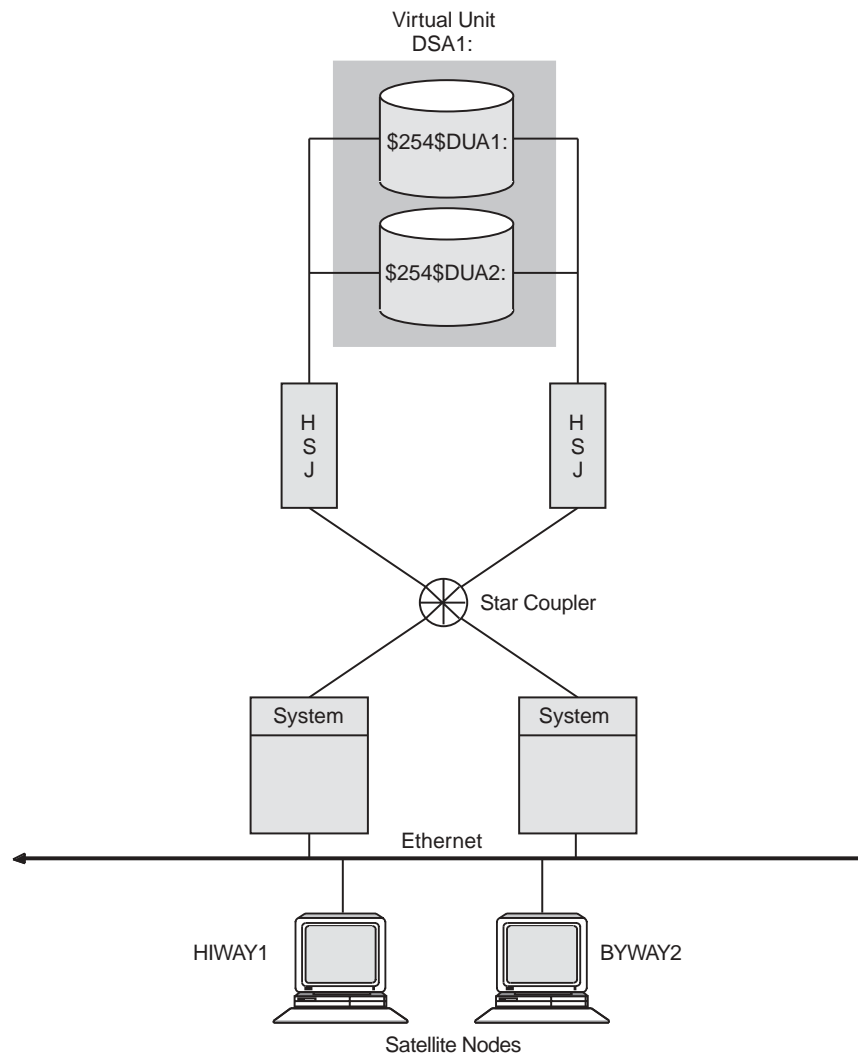 Virtual Unit
DSA1:
$254$DUA1:
$254$DUA2:
H
S
J
H
S
J
Star Coupler
System
System
Ethernet
HIWAY1
BYWAY2
Satellite Nodes